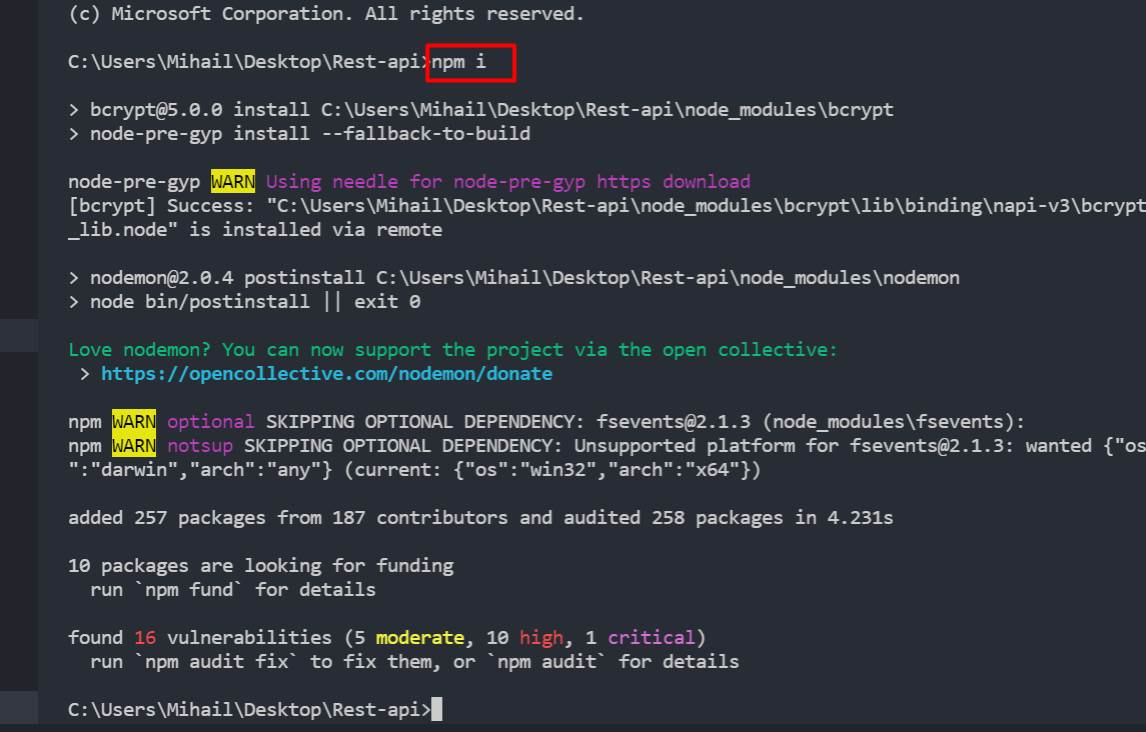 (c) Microsoft Corporation. All rights reserved.
C:\Users\Mihail\Desktop\Rest-api>npm i
> bcrypt@5.0.0 install C:\Users\Mihail\Desktop\Rest-api\node_modules\bcrypt
> node-pre-gyp install --fallback-to-build
node-pre-gyp WARN Using needle for node-pre-gyp https download
[bcrypt] Success: "C:\Users\Mihail\Desktop\Rest-api\node_modules\bcrypt\lib\binding\napi-v3\bcrypt
_lib.node" is installed via remote
> nodemon@2.0.4 postinstall C:\Users\Mihail\Desktop\Rest-api\node_modules\nodemon
> node bin/postinstall || exit 0
Love nodemon? You can now support the project via the open collective:
> https://opencollective.com/nodemon/donate
npm WARN optional SKIPPING OPTIONAL DEPENDENCY: fsevents@2.1.3 (node_modules\fsevents):
npm WARN notsup SKIPPING OPTIONAL DEPENDENCY: Unsupported platform for fsevents@2.1.3: wanted {"os
":"darwin","arch":"any"} (current: {"os":"win32","arch":"x64"})
added 257 packages from 187 contributors and audited 258 packages in 4.231s
10 packages are looking for funding
run `npm fund` for details
found 16 vulnerabilities (5 moderate, 10 high, 1 critical)
run `npm audit fix` to fix them, or `npm audit` for details
C:\Users\Mihail\Desktop\Rest-api>